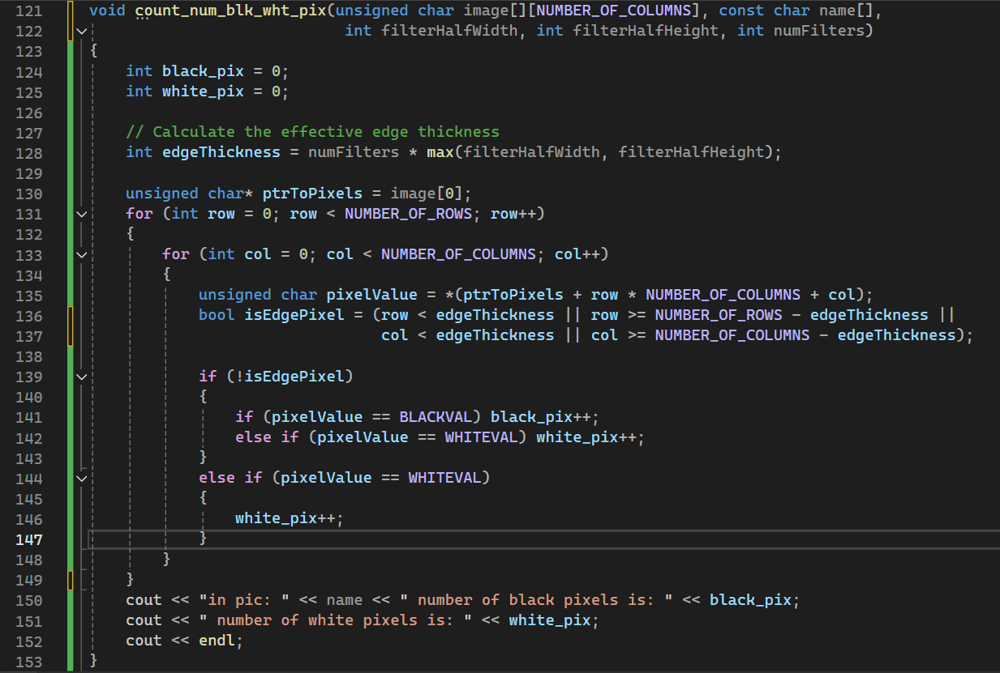 121 void count_num_blk_wht_pix(unsigned char image[][NUMBER_OF_COLUMNS], const char name[],
122 int filterHalfWidth, int filterHalfHeight, int numFilters)
123 {
124 int black_pix = 0;
125 int white_pix = 0;
126
127 // Calculate the effective edge thickness
128 int edgeThickness = numFilters * max(filterHalfWidth, filterHalfHeight);
129
130 unsigned char* ptrToPixels = image[0];
131 for (int row = 0; row < NUMBER_OF_ROWS; row++)
132 {
133 for (int col = 0; col < NUMBER_OF_COLUMNS; col++)
134 {
135 unsigned char pixelValue = *(ptrToPixels + row * NUMBER_OF_COLUMNS + col);
136 bool isEdgePixel = (row < edgeThickness || row >= NUMBER_OF_ROWS - edgeThickness ||
137 col < edgeThickness || col >= NUMBER_OF_COLUMNS - edgeThickness);
138
139 if (!isEdgePixel)
140 {
141 if (pixelValue == BLACKVAL) black_pix++;
142 else if (pixelValue == WHITEVAL) white_pix++;
143 }
144 else if (pixelValue == WHITEVAL)
145 {
146 white_pix++;
147 }
148 }
149 }
150 cout << "in pic: " << name << " number of black pixels is: " << black_pix;
151 cout << " number of white pixels is: " << white_pix;
152 cout << endl;
153 }